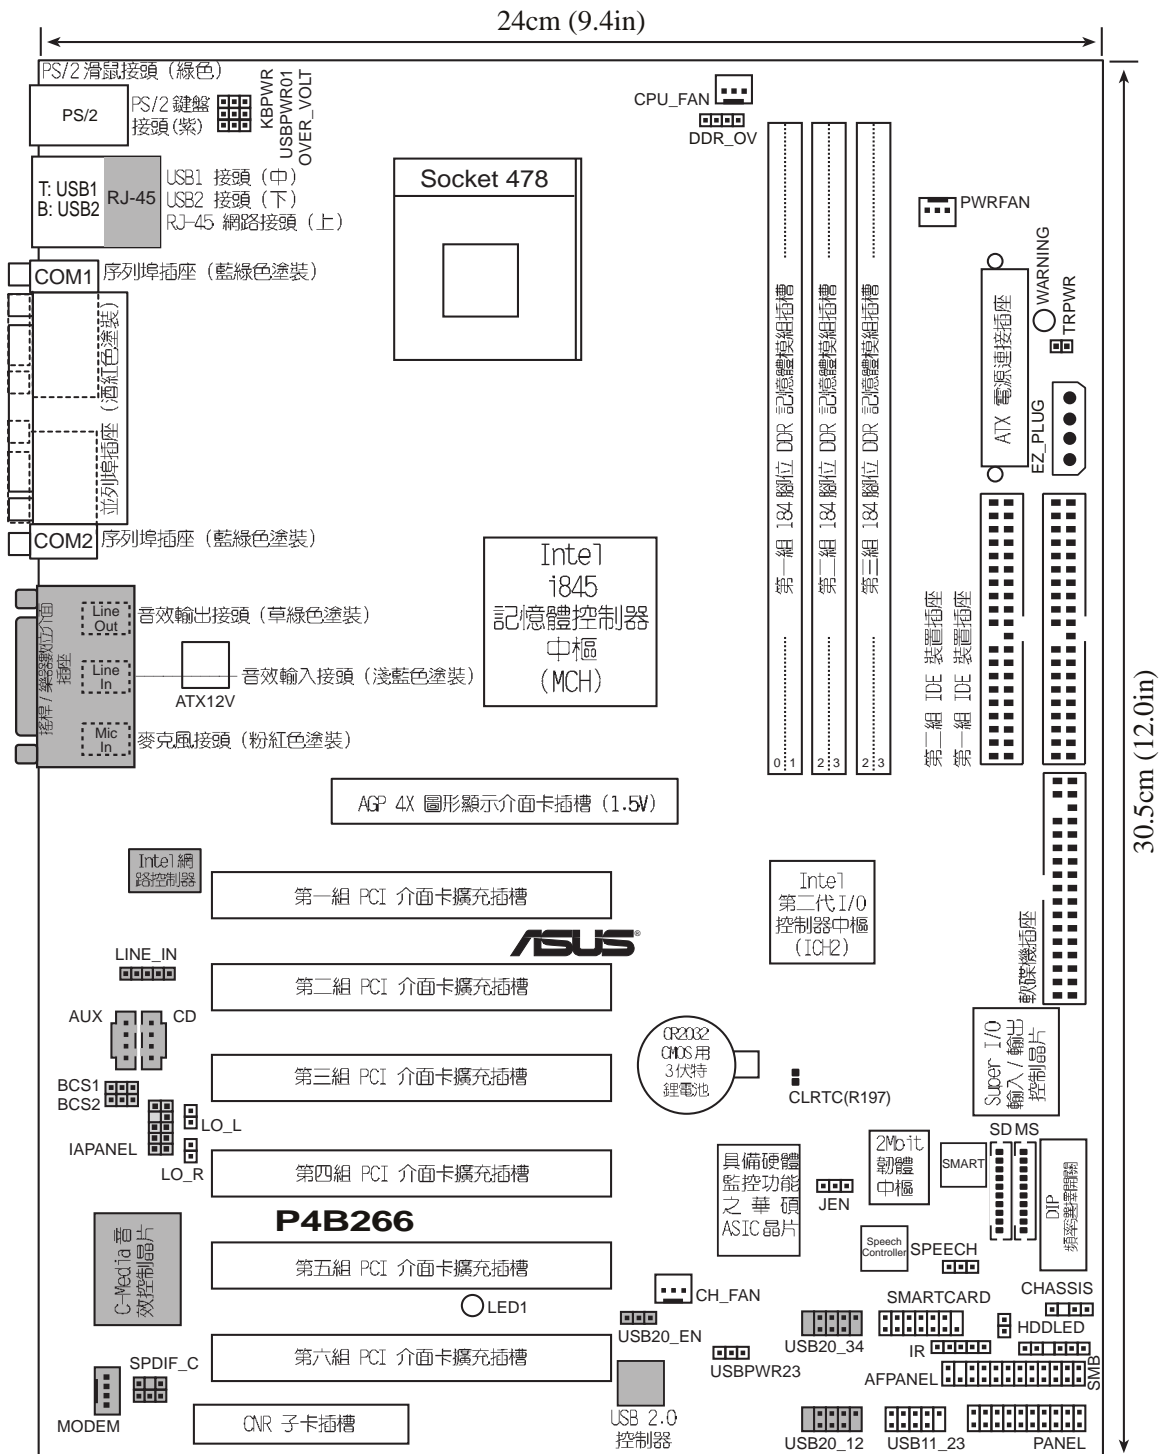 24cm (9.4in)
PS/2 滑鼠接頭 (綠色)
PS/2
PS/2 鍵盤
接頭 (紫)
KBPWR
USBPWR01
OVER_VOLT
CPU_FAN
DDR_OV
T: USB1
B: USB2
RJ-45
USB1 接頭 (中)
USB2 接頭 (下)
RJ-45 網路接頭 (上)
Socket 478
PWRFAN
COM1
序列埠插座 (藍綠色塗裝)
並列埠插座 (酒紅色塗裝)
COM2
序列埠插座 (藍綠色塗裝)
第一組 184 腳位 DDR 記憶體模組插槽
第二組 184 腳位 DDR 記憶體模組插槽
第三組 184 腳位 DDR 記憶體模組插槽
0 1
2 3
2 3
ATX 電源連接插座
WARNING
TRPWR
EZ_PLUG
Intel
i845
記憶體控制器
中樞
(MCH)
搖桿 / 樂器數位介面
插座
Line
Out
音效輸出接頭 (草綠色塗裝)
Line
In
音效輸入接頭 (淺藍色塗裝)
ATX12V
Mic
In
麥克風接頭 (粉紅色塗裝)
第二組 IDE 裝置插座
第一組 IDE 裝置插座
30.5cm (12.0in)
AGP 4X 圖形顯示介面卡插槽 (1.5V)
Intel 網
路控制器
第一組 PCI 介面卡擴充插槽
Intel
第二代 I/O
控制器中樞
(ICH2)
軟碟機插座
ASUS®
LINE_IN
第二組 PCI 介面卡擴充插槽
AUX
CD
CR2032
CMOS 用
3 伏特
鋰電池
Super I/O
輸入 / 輸出
控制晶片
第三組 PCI 介面卡擴充插槽
CLRTC(R197)
BCS1
BCS2
LO_L
IAPANEL
LO_R
第四組 PCI 介面卡擴充插槽
具備硬體
監控功能
之 華 碩
ASIC 晶片
JEN
2Mbit
韌體
中樞
SMART
SD MS
DIP
頻率選擇開關
P4B266
C-Media 音
效控制晶片
第五組 PCI 介面卡擴充插槽
Speech
Controller
SPEECH
LED1
CH_FAN
USB20_EN
SMARTCARD
CHASSIS
USB20_34
HDDLED
IR
第六組 PCI 介面卡擴充插槽
USBPWR23
AFPANEL
SMB
SPDIF_C
MODEM
CNR 子卡插槽
USB 2.0
控制器
USB20_12
USB11_23
PANEL